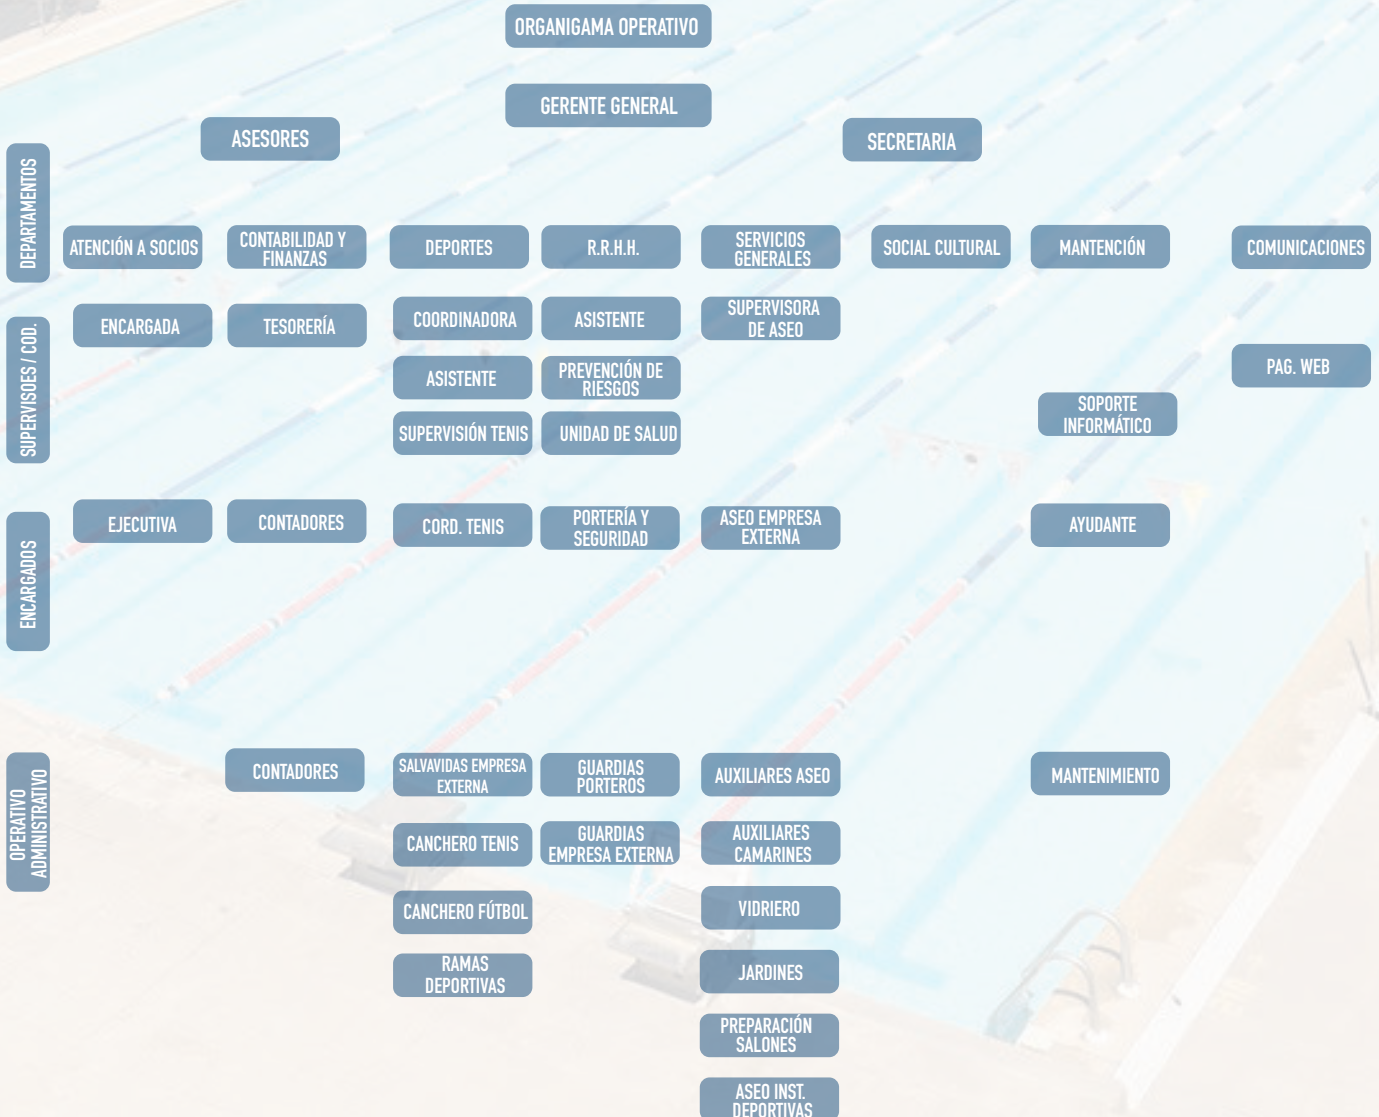 ORGANIGAMA OPERATIVO
GERENTE GENERAL
ASESORES
SECRETARIA
DEPARTAMENTOS
ATENCIÓN A SOCIOS
CONTABILIDAD Y
FINANZAS
DEPORTES
R.R.H.H.
SERVICIOS
GENERALES
SOCIAL CULTURAL
MANTENCIÓN
COMUNICACIONES
SUPERVISOES / COD.
ENCARGADA
TESORERÍA
COORDINADORA
ASISTENTE
SUPERVISORA
DE ASEO
ASISTENTE
PREVENCIÓN DE
RIESGOS
PAG. WEB
SUPERVISIÓN TENIS
UNIDAD DE SALUD
SOPORTE
INFORMÁTICO
ENCARGADOS
EJECUTIVA
CONTADORES
CORD. TENIS
PORTERÍA Y
SEGURIDAD
ASEO EMPRESA
EXTERNA
AYUDANTE
OPERATIVO
ADMINISTRATIVO
CONTADORES
SALVAVIDAS EMPRESA
EXTERNA
GUARDIAS
PORTEROS
AUXILIARES ASEO
MANTENIMIENTO
CANCHERO TENIS
GUARDIAS
EMPRESA EXTERNA
AUXILIARES
CAMARINES
CANCHERO FÚTBOL
VIDRIERO
RAMAS
DEPORTIVAS
JARDINES
PREPARACIÓN
SALONES
ASEO INST.
DEPORTIVAS